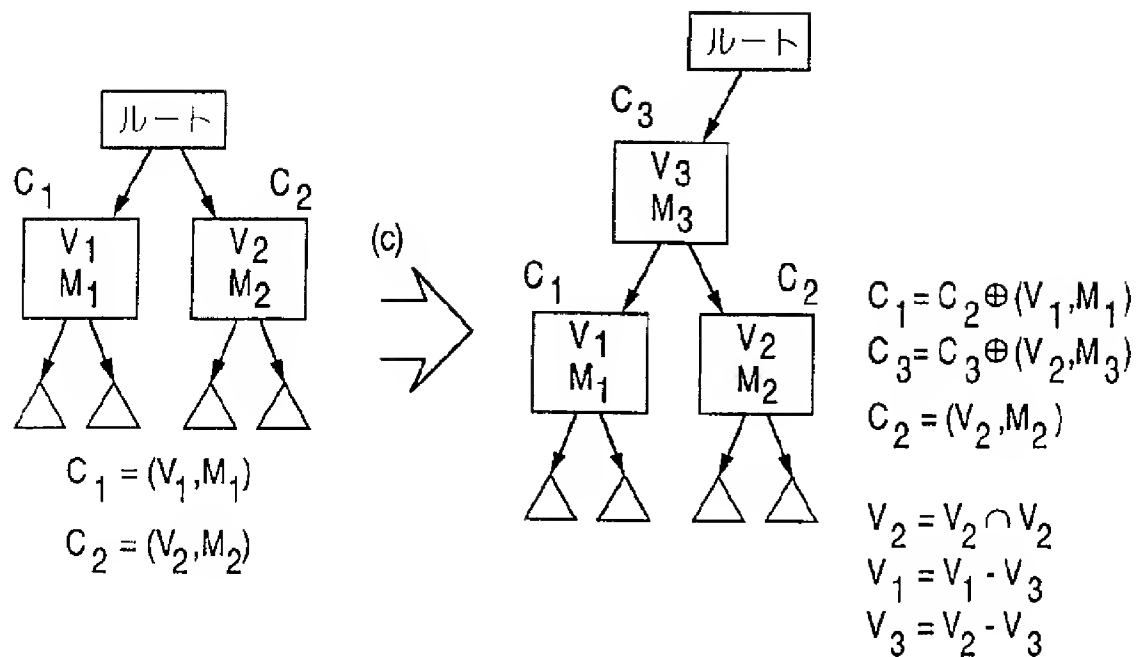 ルート
C1
C2
V1
M1
V2
M2
C1 = (V1,M1)
C2 = (V2,M2)
(c)
ルート
C3
V3
M3
C1
C2
V1
M1
V2
M2
C1 = C2 ⊕ (V1,M1)
C3 = C3 ⊕ (V2,M3)
C2 = (V2,M2)
V2 = V2 ∩ V2
V1 = V1 - V3
V3 = V2 - V3